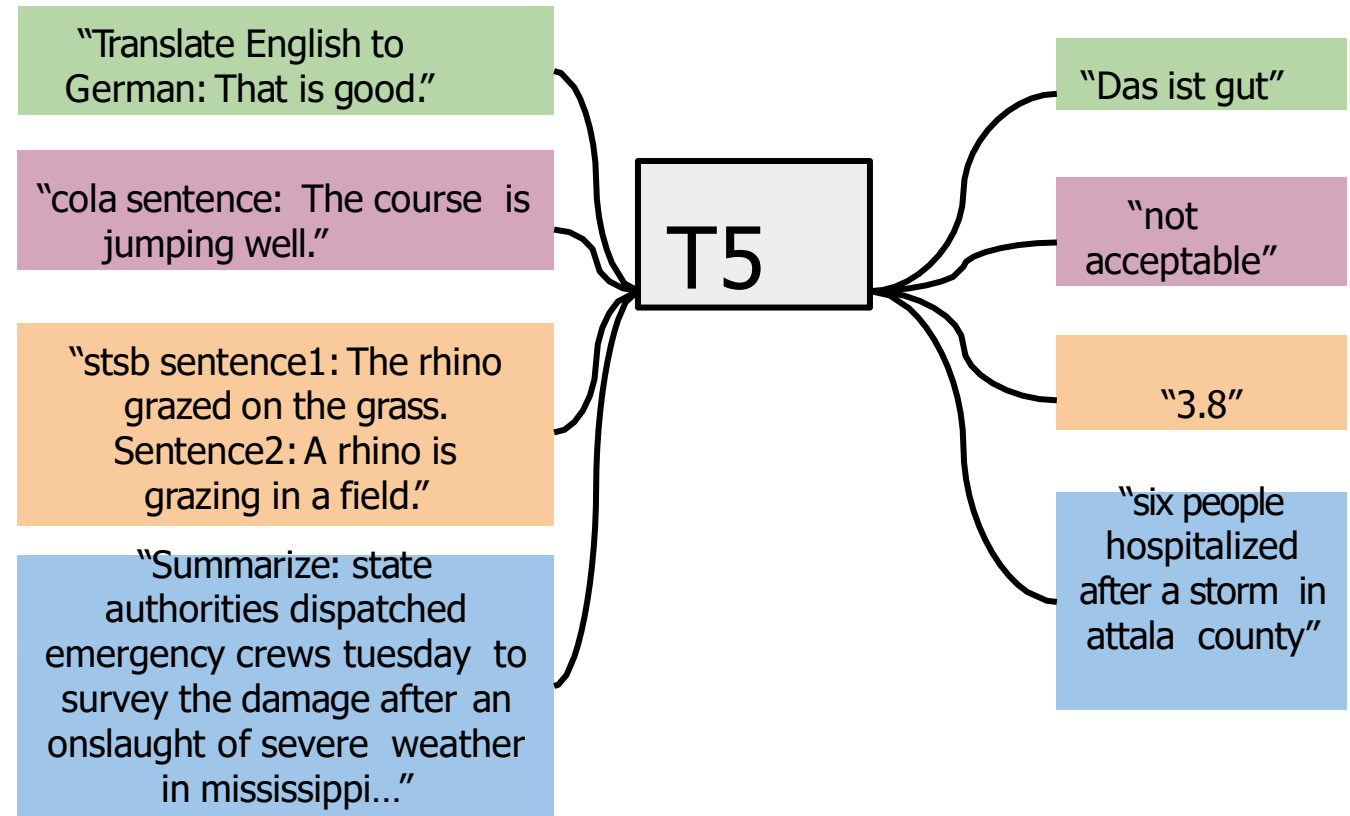 “Translate English to
German: That is good.”
“cola sentence: The course is
jumping well.”
“stsb sentence1: The rhino
grazed on the grass.
Sentence2: A rhino is
grazing in a field.”
“Summarize: state
authorities dispatched
emergency crews tuesday to
survey the damage after an
onslaught of severe weather
in mississippi…”
T5
“Das ist gut”
“not
acceptable”
“3.8”
“six people
hospitalized
after a storm in
attala county”